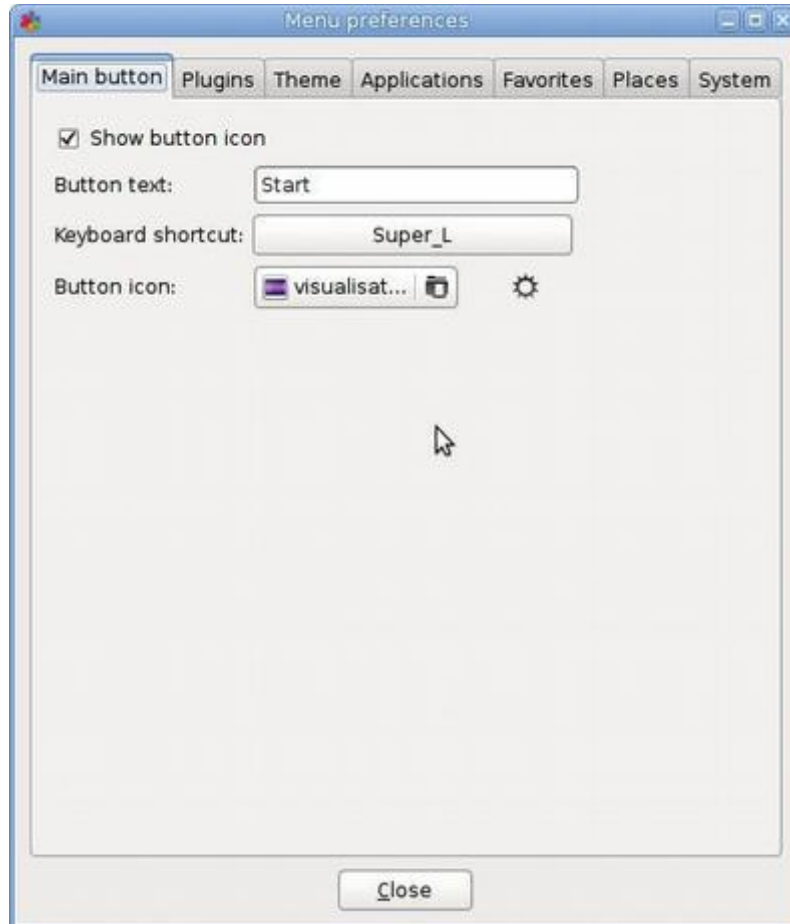 Menu preferences
Main button Plugins Theme Applications Favorites Places System
Show button icon
Button text: Start
Keyboard shortcut: Super_L
Button icon: visualisat...
Close